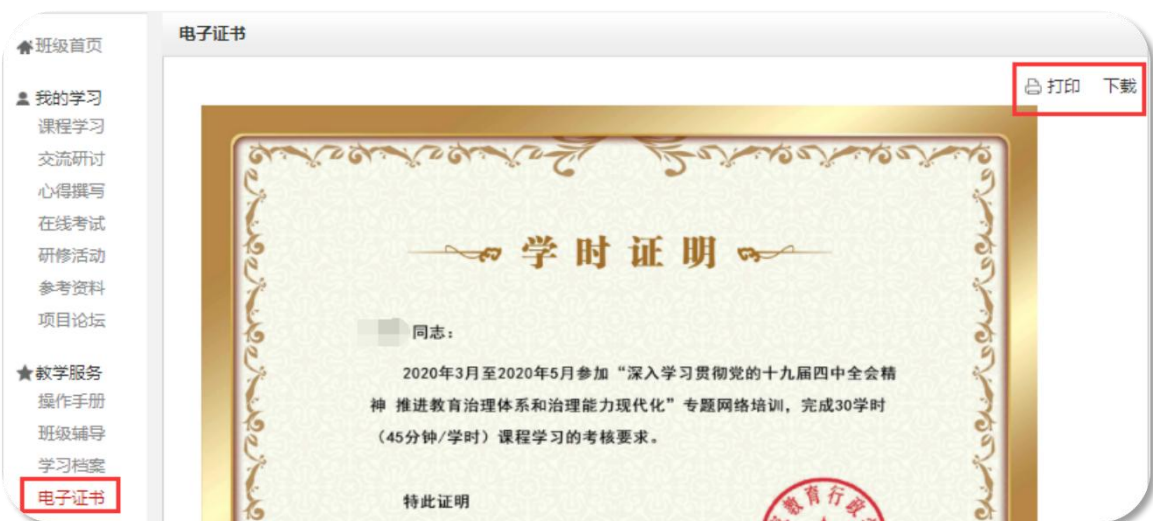 班级首页
我的学习
课程学习
交流研讨
心得撰写
在线考试
研修活动
参考资料
项目论坛
教学服务
操作手册
班级辅导
学习档案
电子证书
电子证书
打印 下载
学时证明
同志：
2020年3月至2020年5月参加“深入学习贯彻党的十九届四中全会精
神 推进教育治理体系和治理能力现代化”专题网络培训，完成30学时
（45分钟/学时）课程学习的考核要求。
特此证明
教育行政